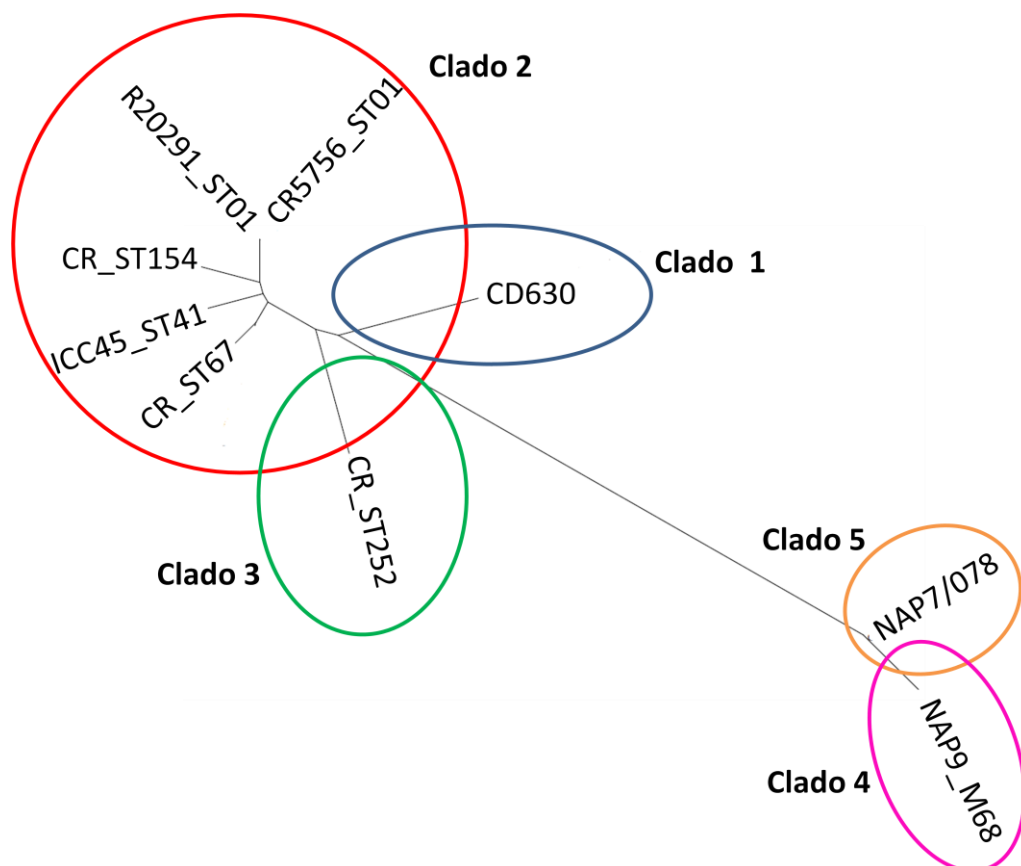 Clado 2
R20291_ST01
CR5756_ST01
CR_ST154
ICC45_ST41
CR_ST67
Clado 1
CD630
CR_ST252
Clado 3
Clado 5
NAP7/078
NAP9_M68
Clado 4